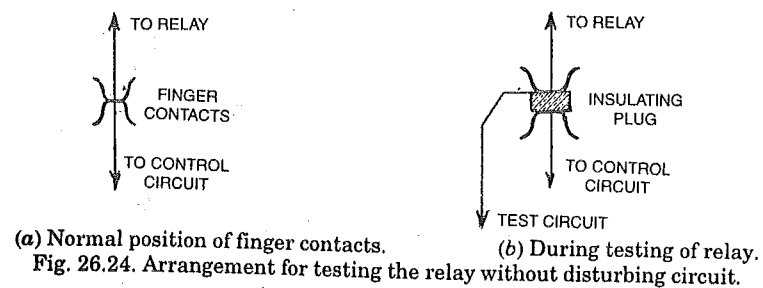 TO RELAY
FINGER
CONTACTS
TO CONTROL
CIRCUIT
(a) Normal position of finger contacts.
TO RELAY
INSULATING
PLUG
TO CONTROL
CIRCUIT
TEST CIRCUIT
(b) During testing of relay.
Fig. 26.24. Arrangement for testing the relay without disturbing circuit.